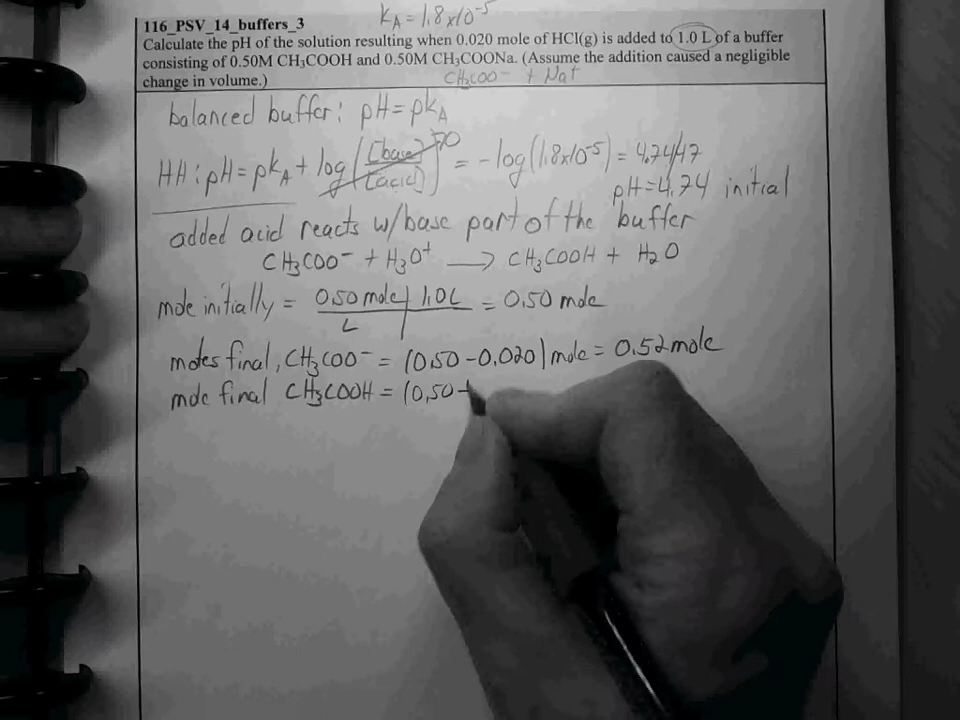 K_A = 1.8x10^-5
116_PSV_14_buffers_3
Calculate the pH of the solution resulting when 0.020 mole of HCl(g) is added to 1.0 L of a buffer
consisting of 0.50M CH₃COOH and 0.50M CH₃COONa. (Assume the addition caused a negligible
change in volume.)
CH₃COO⁻ + Na⁺
balanced buffer: pH = pK_A
HH: pH = pK_A + log([base]/[acid])→0 = -log(1.8x10^-5) = 4.7447
pH = 4.74 initial
added acid reacts w/base part of the buffer
CH₃COO⁻ + H₃O⁺ → CH₃COOH + H₂O
mole initially = 0.50 mole/L | 1.0L = 0.50 mole
moles final, CH₃COO⁻ = (0.50 - 0.020) mole = 0.52 mole
mole final CH₃COOH = (0.50 +